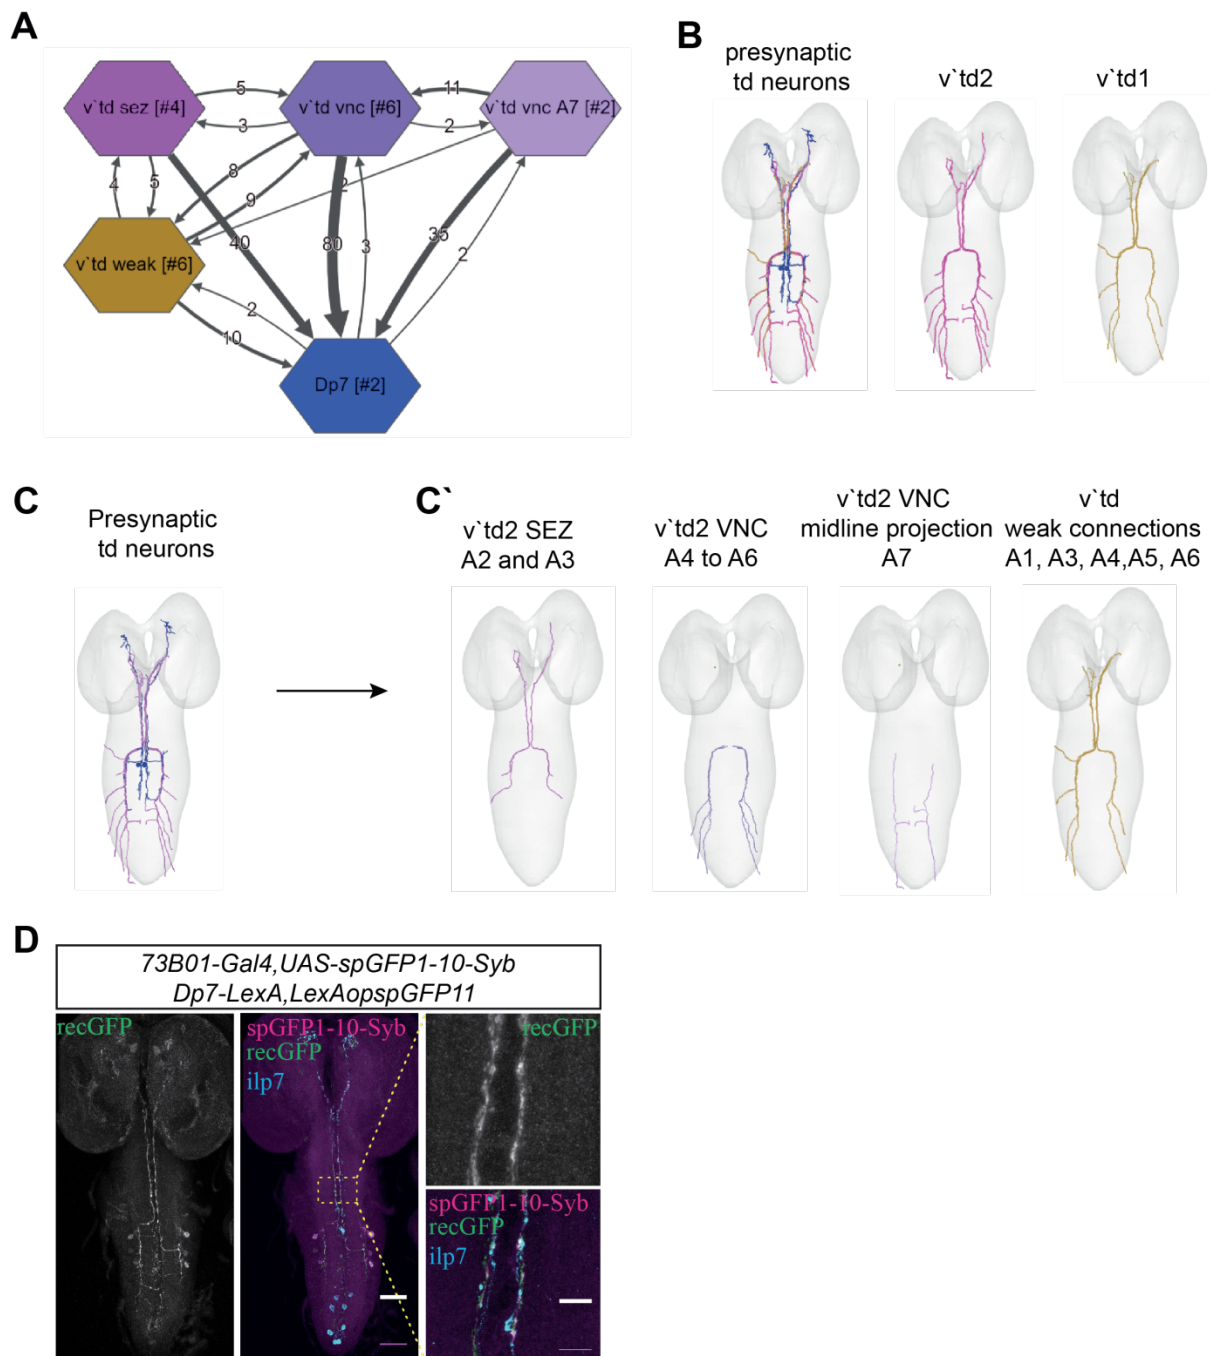 A
v`td sez [#4]
5
3
v`td vnc [#6]
11
2
v`td vnc A7 [#2]
4
5
8
9
2
40
80
3
35
2
v`td weak [#6]
2
10
Dp7 [#2]
B
presynaptic
td neurons
v`td2
v`td1
C
Presynaptic
td neurons
C`
v`td2 SEZ
A2 and A3
v`td2 VNC
A4 to A6
v`td2 VNC
midline projection
A7
v`td
weak connections
A1, A3, A4,A5, A6
D
73B01-Gal4,UAS-spGFP1-10-Syb
Dp7-LexA,LexAopspGFP11
recGFP
spGFP1-10-Syb
recGFP
ilp7
recGFP
spGFP1-10-Syb
recGFP
ilp7